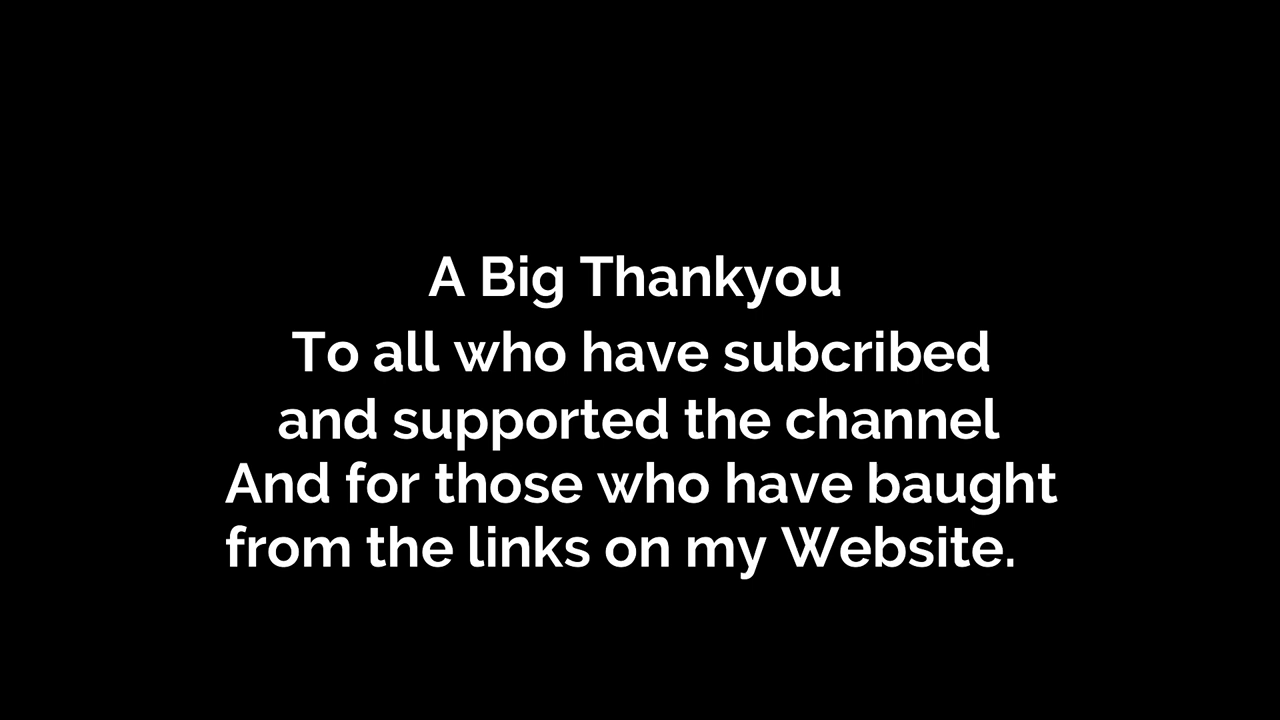 A Big Thankyou
To all who have subcribed
and supported the channel
And for those who have baught
from the links on my Website.